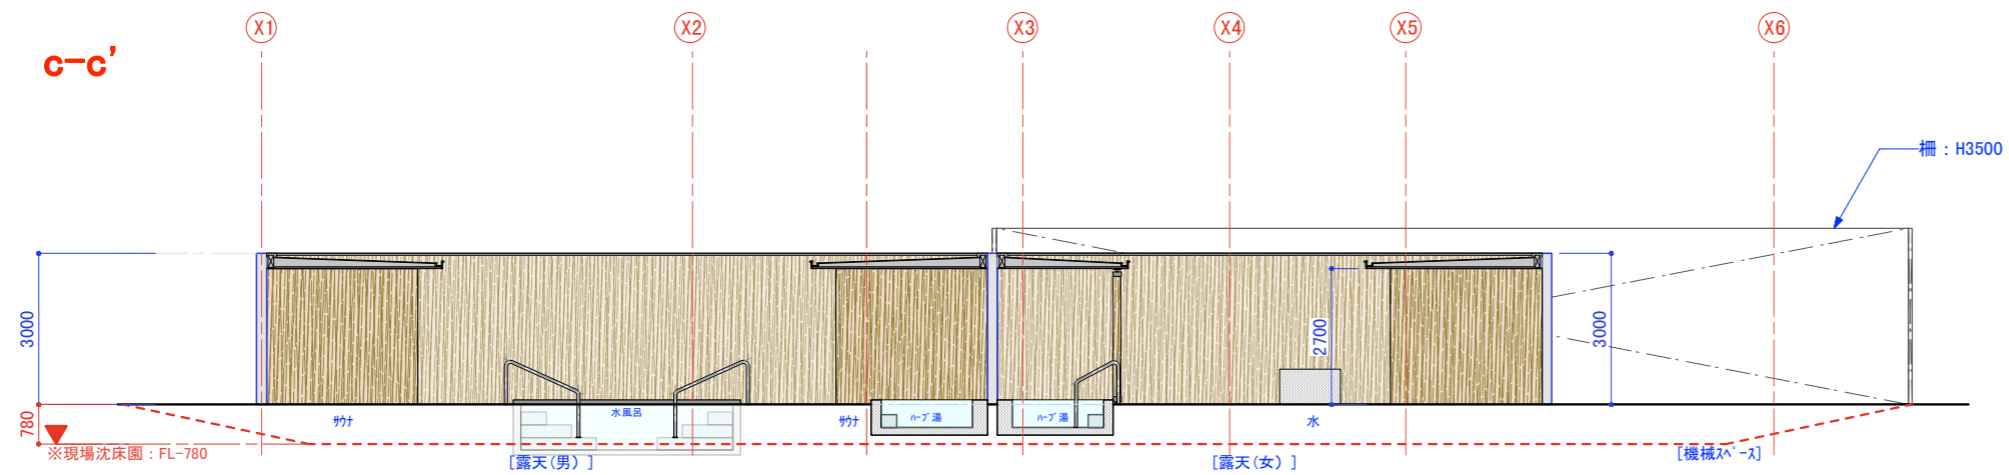 X1 X2 X3 X4 X5 X6
c-c’
柵：H3500
3000
2700
3000
780
ｻｳﾅ
水風呂
ｻｳﾅ
ﾊｰﾌﾞ湯
ﾊｰﾌﾞ湯
水
※現場沈床園：FL-780
[露天(男）]
[露天(女）]
[機械ｽﾍﾟｰｽ]